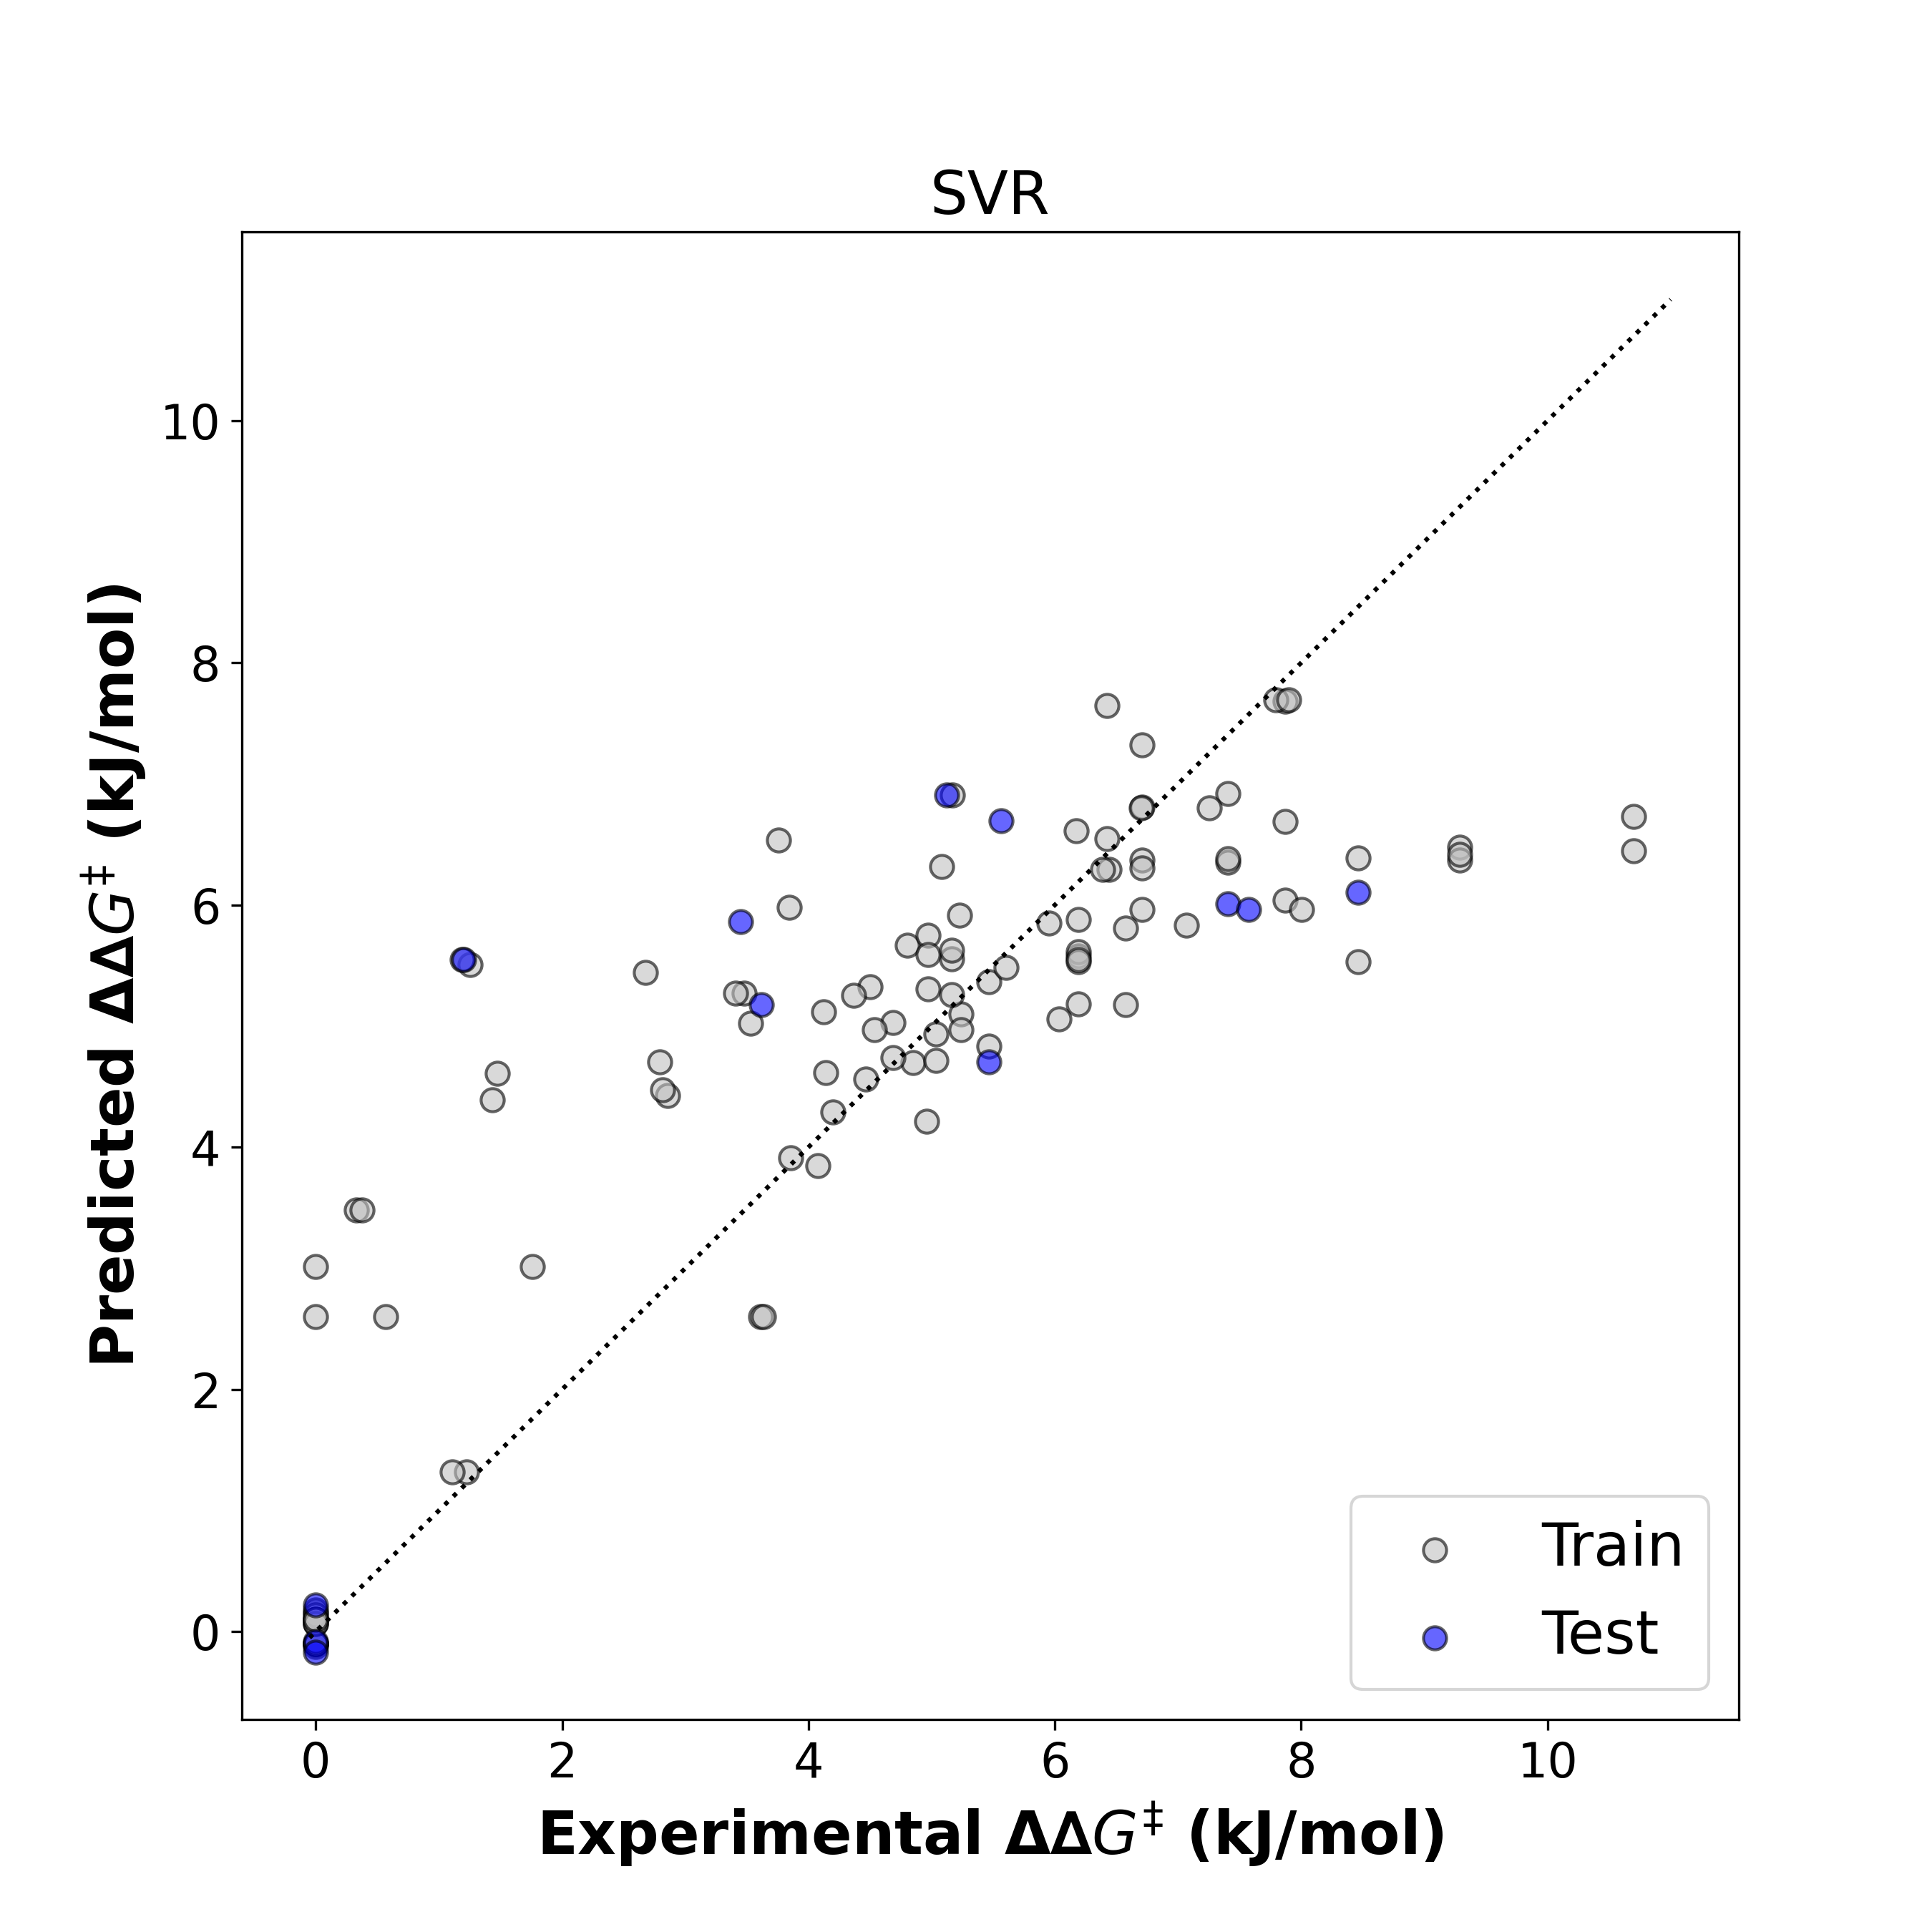 SVR
Predicted ΔΔG‡ (kJ/mol)
10
8
6
4
2
0
0 2 4 6 8 10
Experimental ΔΔG‡ (kJ/mol)
Train
Test